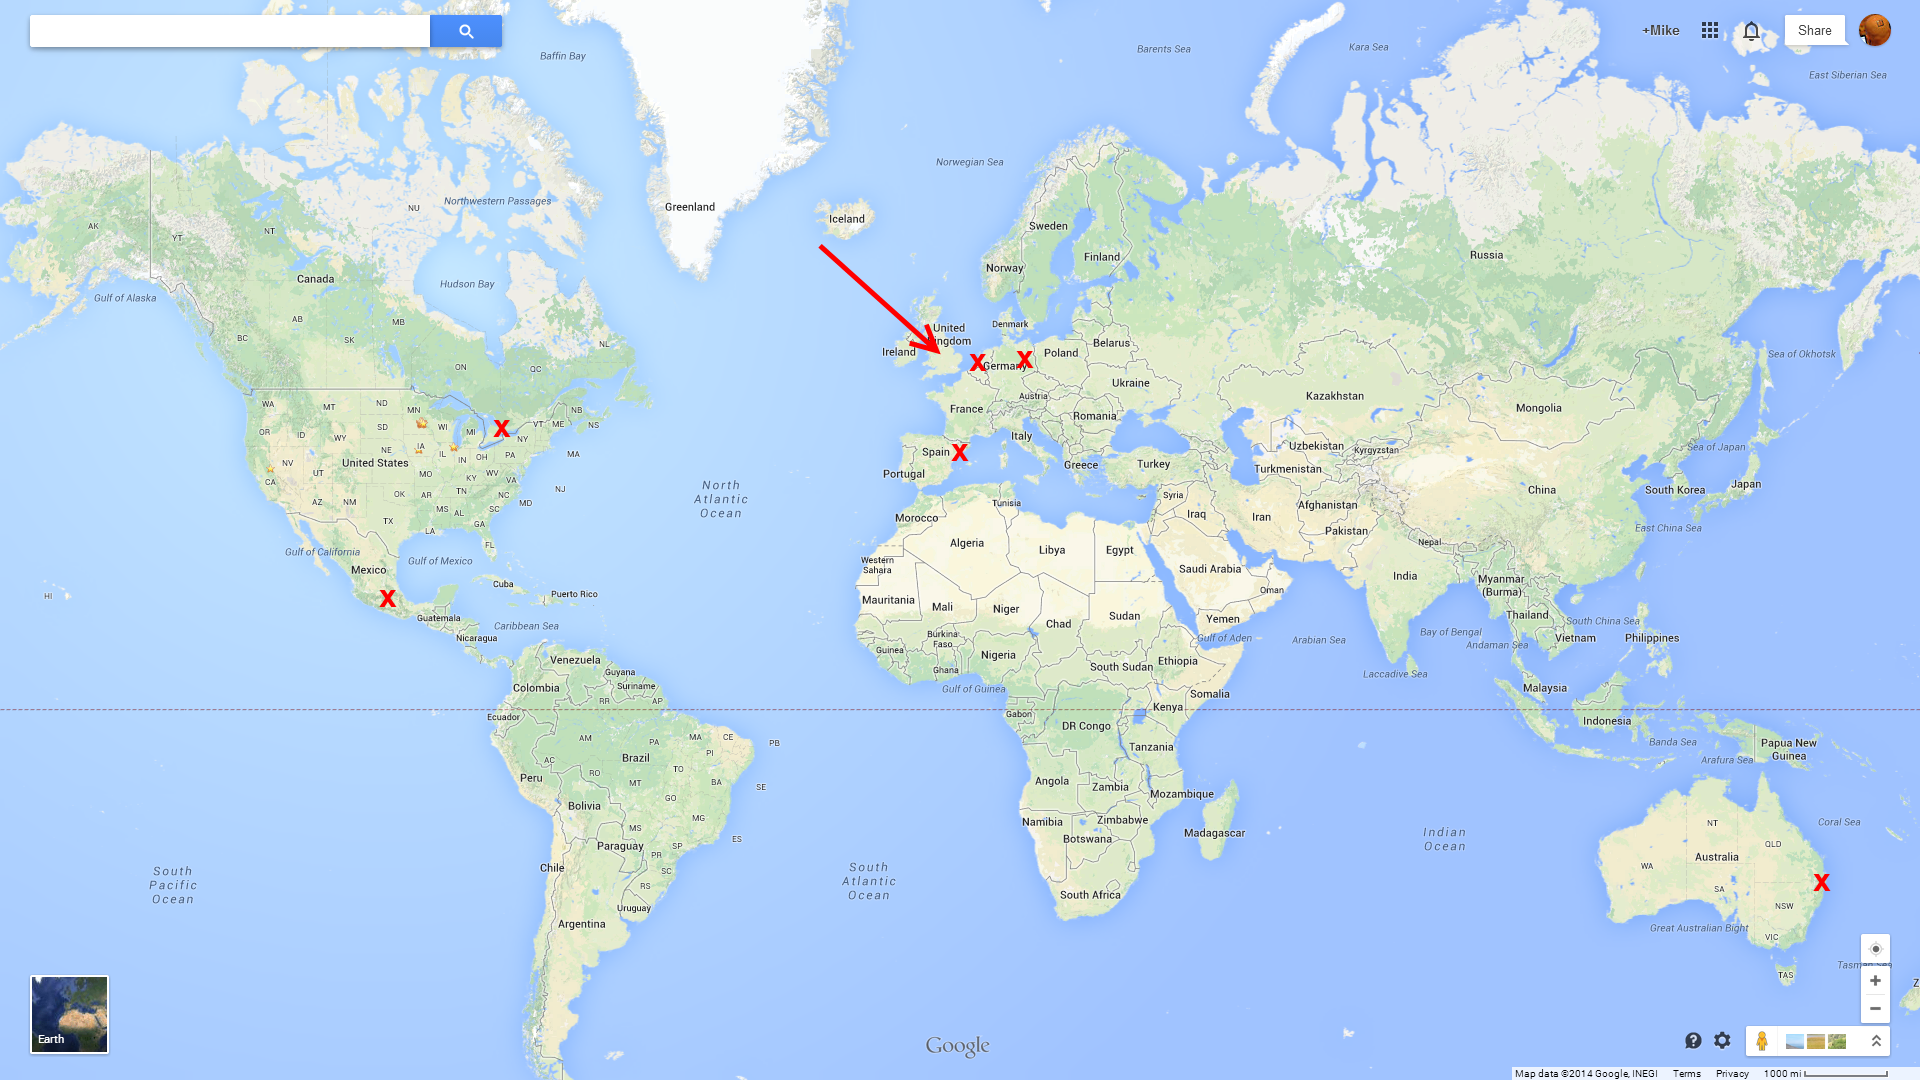 +Mike
Share
Baffin Bay
Barents Sea
Kara Sea
East Siberian Sea
Norwegian Sea
Northwestern Passages
NU
Greenland
Iceland
Sweden
AK
YT
NT
Finland
Russia
Norway
Canada
Hudson Bay
Gulf of Alaska
AB
MB
NL
BC
SK
ON
QC
United
Kingdom
Denmark
Ireland
Poland
Belarus
Sea of Okhotsk
X
X
Germany
Ukraine
Austria
Kazakhstan
Mongolia
France
Romania
WA
MT
ND
MN
NB
OR
ID
SD
WI
MI
X
VT
ME
NS
WY
NY
IA
NE
IL
IN
OH
PA
MA
Italy
Spain
X
Portugal
Greece
Turkey
Uzbekistan
Kyrgyzstan
Turkmenistan
Sea of Japan
Japan
South Korea
China
NV
UT
United States
CA
MO
KY
WV
VA
AZ
NM
OK
AR
TN
NC
MD
NJ
MS
AL
SC
TX
LA
GA
FL
North
Atlantic
Ocean
Syria
Iraq
Iran
Afghanistan
Pakistan
East China Sea
Tunisia
Morocco
Algeria
Libya
Egypt
Western
Sahara
Saudi Arabia
Nepal
India
Oman
Myanmar
(Burma)
Gulf of California
Gulf of Mexico
Mexico
X
Cuba
Puerto Rico
HI
Guatemala
Caribbean Sea
Nicaragua
Mauritania
Mali
Niger
Chad
Sudan
Yemen
Gulf of Aden
Arabian Sea
Bay of Bengal
Andaman Sea
Thailand
Vietnam
South China Sea
Philippines
Burkina
Faso
Guinea
Ghana
Nigeria
South Sudan
Ethiopia
Laccadive Sea
Venezuela
Guyana
Suriname
Colombia
RR
AP
Gulf of Guinea
Somalia
Malaysia
Ecuador
Gabon
Kenya
DR Congo
Indonesia
AM
PA
MA
CE
PB
Tanzania
Banda Sea
Papua New
Guinea
Arafura Sea
AC
Brazil
PI
Peru
RO
MT
TO
BA
SE
Angola
Zambia
Mozambique
Bolivia
GO
MS
MG
ES
Namibia
Zimbabwe
Botswana
Madagascar
Indian
Ocean
NT
Coral Sea
QLD
Australia
WA
SA
X
NSW
Paraguay
PR
SP
Chile
SC
RS
Uruguay
Argentina
South
Pacific
Ocean
South
Atlantic
Ocean
South Africa
Great Australian Bight
VIC
TAS
Tasman Sea
Earth
Google
Map data ©2014 Google, INEGI
Terms
Privacy
1000 mi